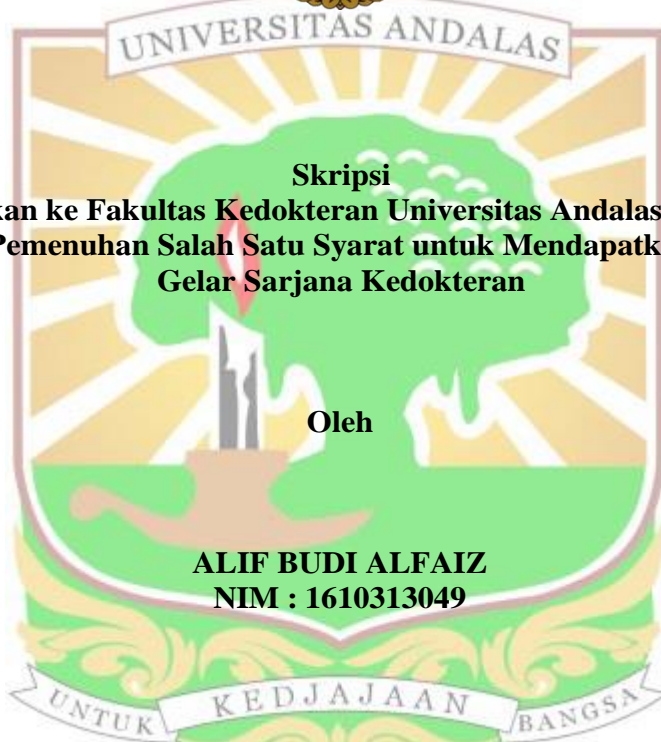 UNIVERSITAS ANDALAS
Skripsi
kan ke Fakultas Kedokteran Universitas Andalas
Pemenuhan Salah Satu Syarat untuk Mendapatk
Gelar Sarjana Kedokteran
Oleh
ALIF BUDI ALFAIZ
NIM : 1610313049
UNTUK KEDJAJAAN BANGSA